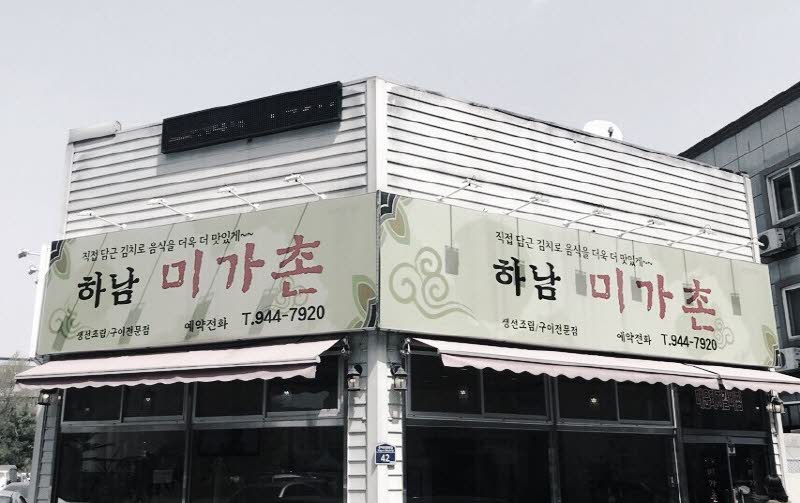 직접 담근 김치로 음식을 더욱 더 맛있게~~
하남 미가촌
생선조림/구이전문점 예약전화 T.944-7920
직접 담근 김치로 음식을 더욱 더 맛있게~~
하남 미가촌
생선조림/구이전문점 예약전화 T.944-7920
42